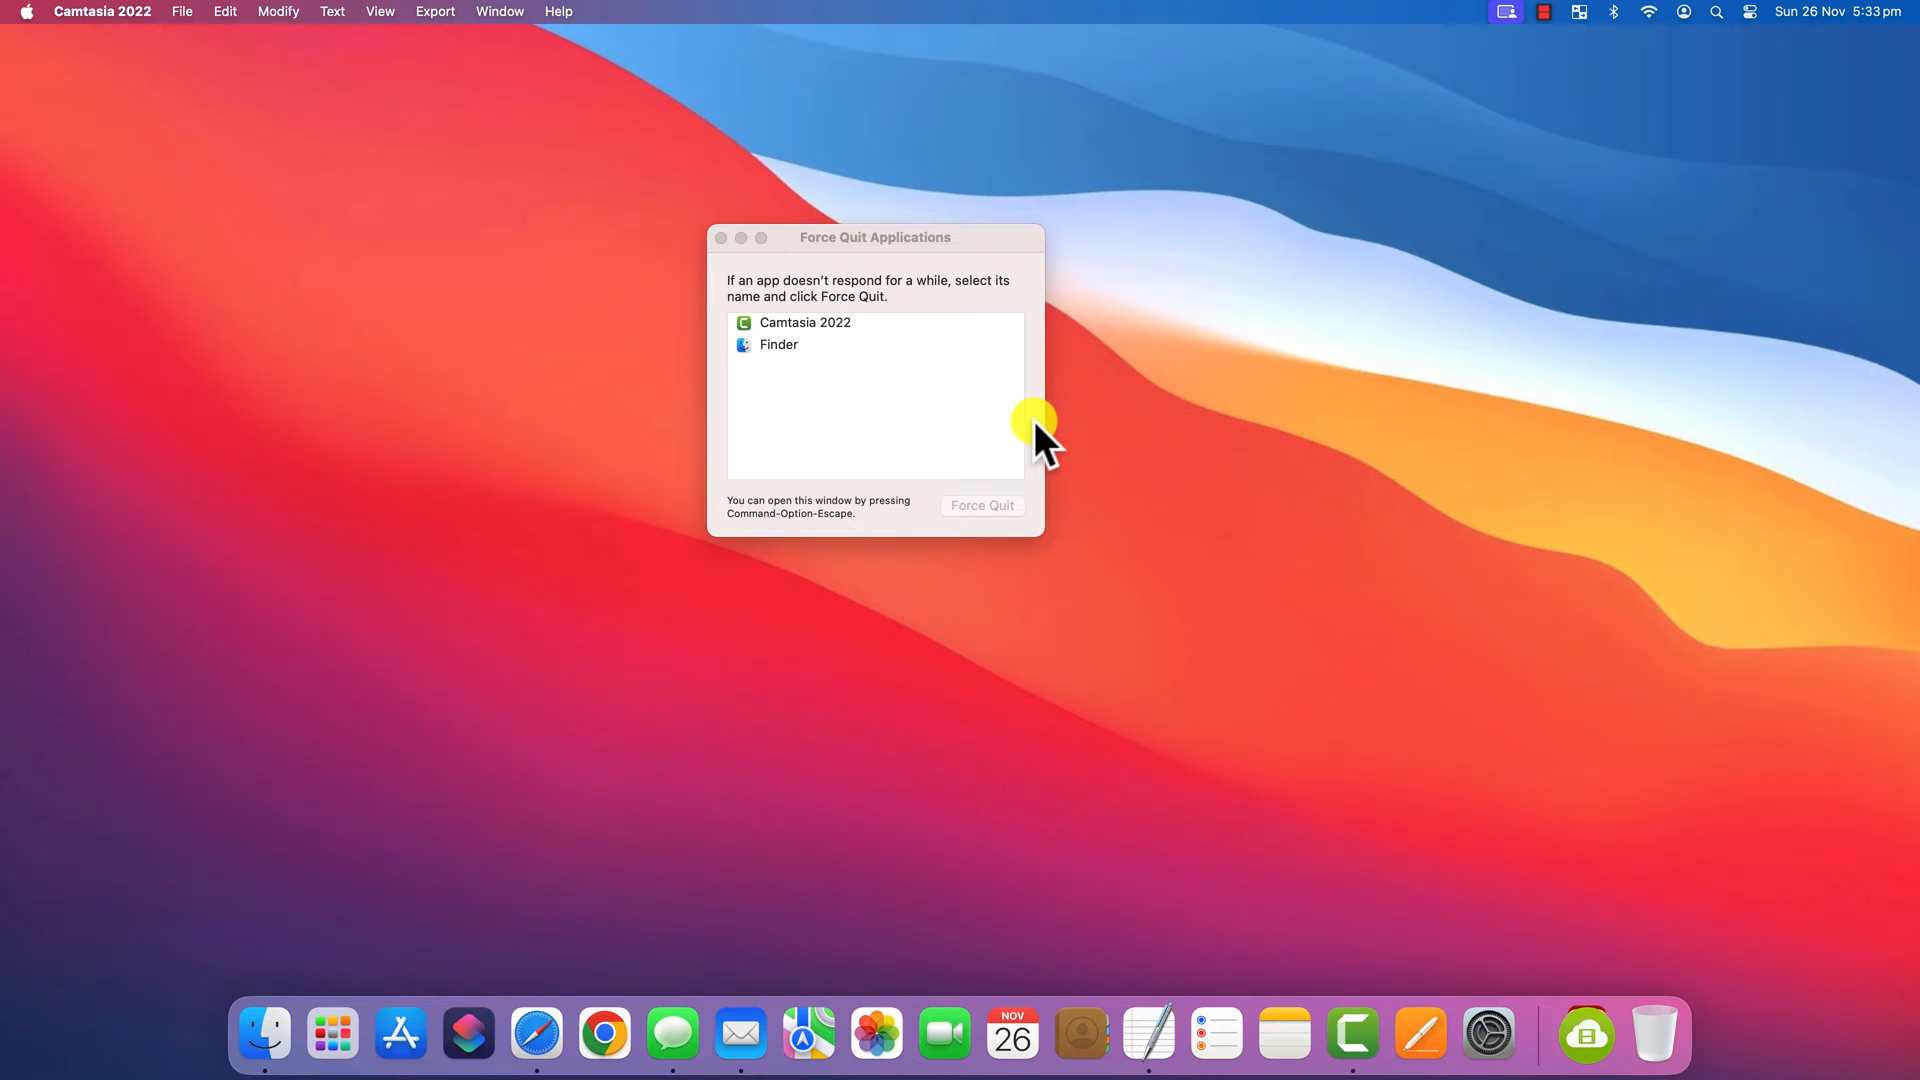 Camtasia 2022 File Edit Modify Text View Export Window Help Sun 26 Nov 5:33 pm
Force Quit Applications
If an app doesn't respond for a while, select its
name and click Force Quit.
Camtasia 2022
Finder
You can open this window by pressing
Command-Option-Escape.
Force Quit
NOV
26